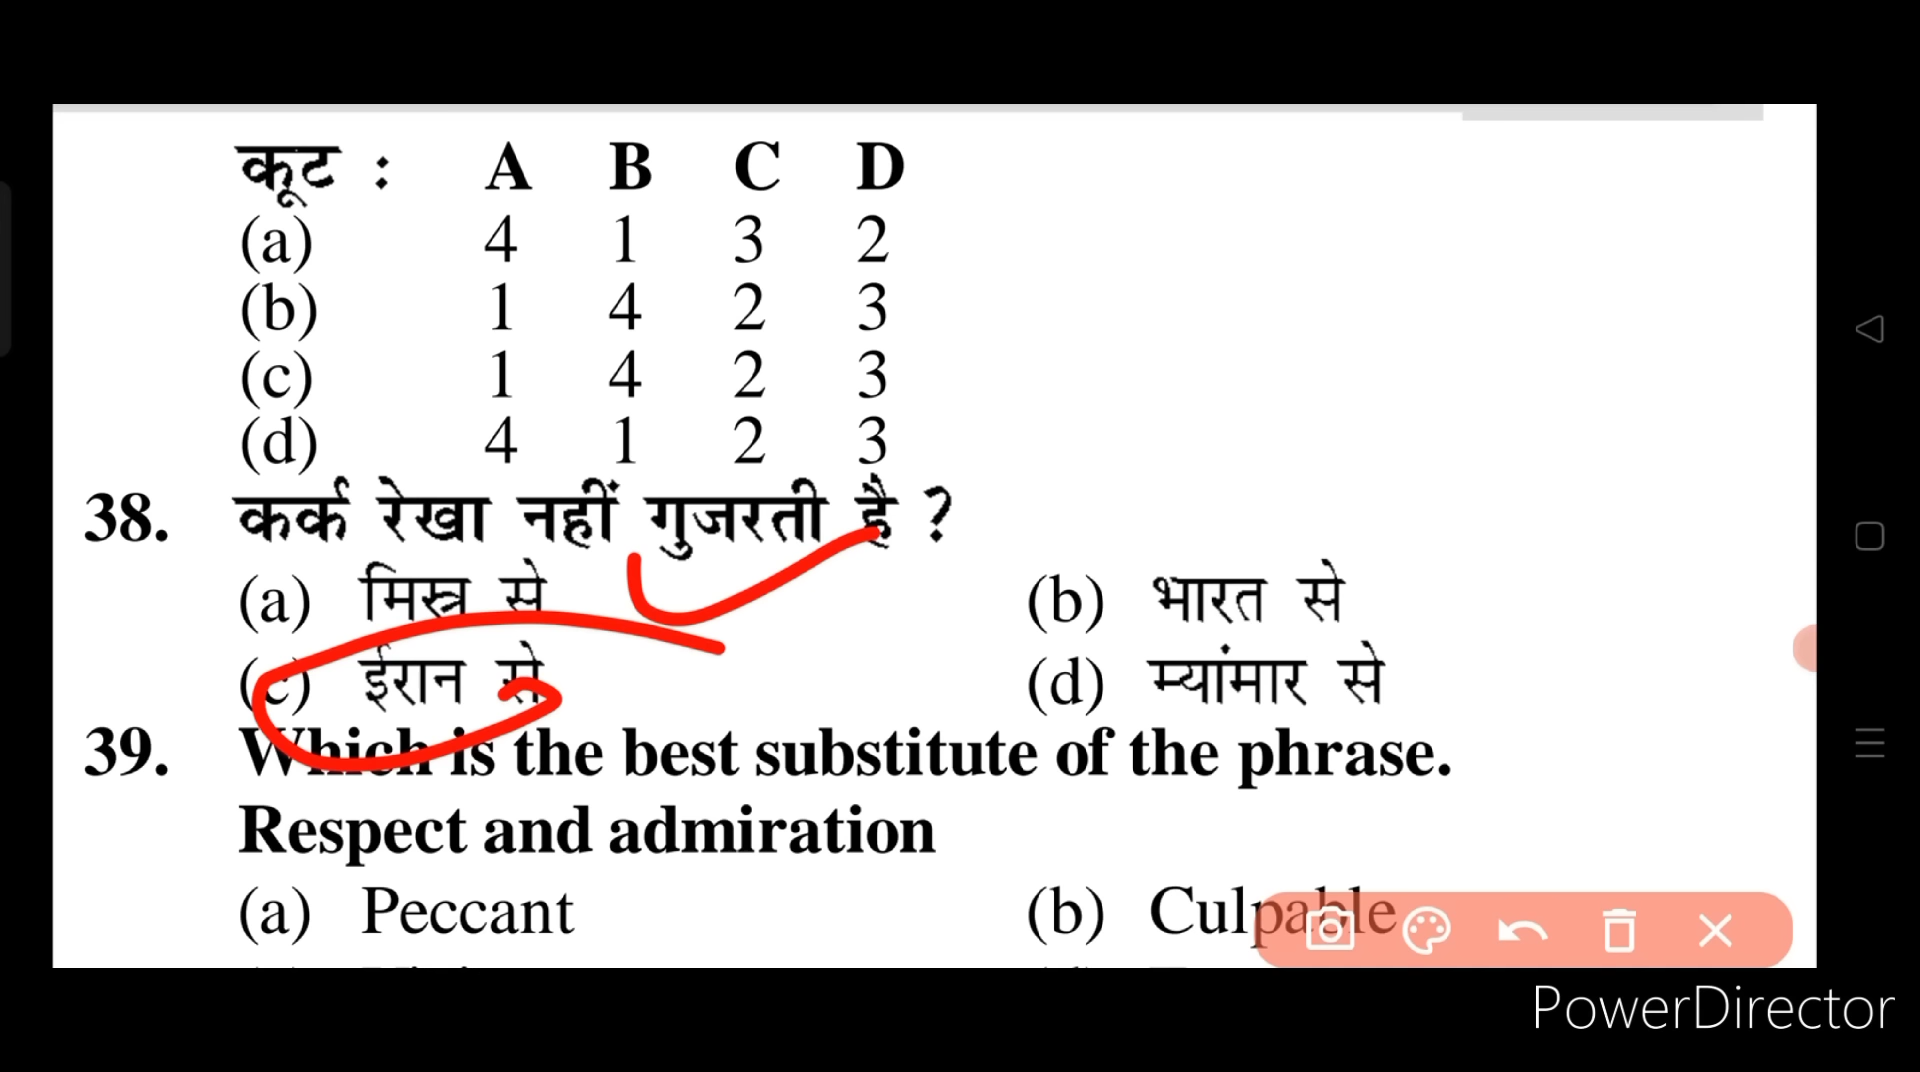 कूट : A B C D
(a) 4 1 3 2
(b) 1 4 2 3
(c) 1 4 2 3
(d) 4 1 2 3
38. कर्क रेखा नहीं गुजरती है ?
(a) मिस्र से (b) भारत से
(c) ईरान से (d) म्यांमार से
39. Which is the best substitute of the phrase.
Respect and admiration
(a) Peccant (b) Culpable
PowerDirector